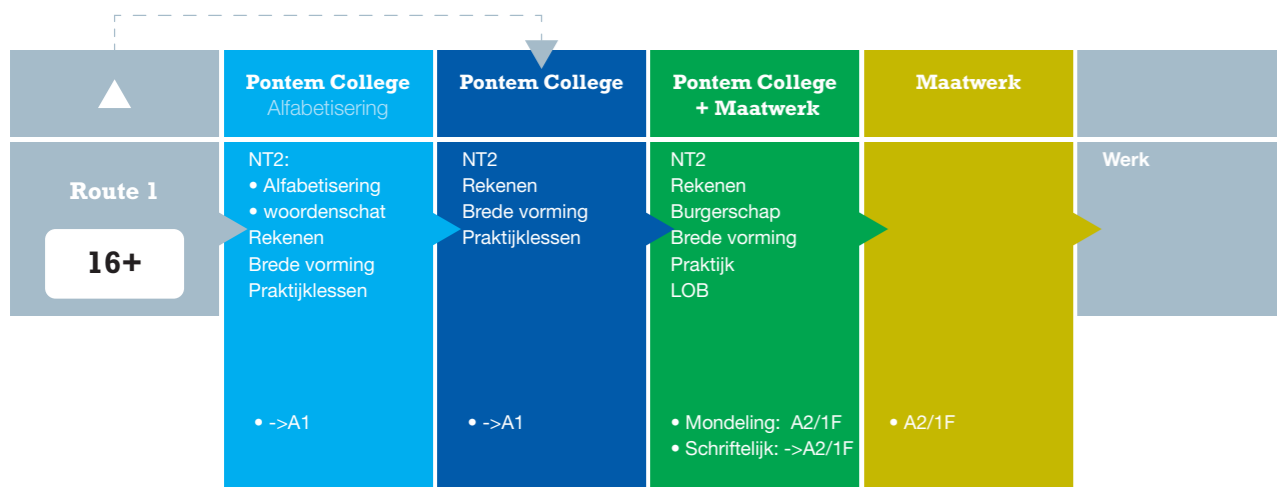 Pontem College
Alfabetisering
Pontem College
Pontem College
+ Maatwerk
Maatwerk
Route 1
16+
NT2:
• Alfabetisering
• woordenschat
Rekenen
Brede vorming
Praktijklessen
• ->A1
NT2
Rekenen
Brede vorming
Praktijklessen
• ->A1
NT2
Rekenen
Burgerschap
Brede vorming
Praktijk
LOB
• Mondeling: A2/1F
• Schriftelijk: ->A2/1F
• A2/1F
Werk